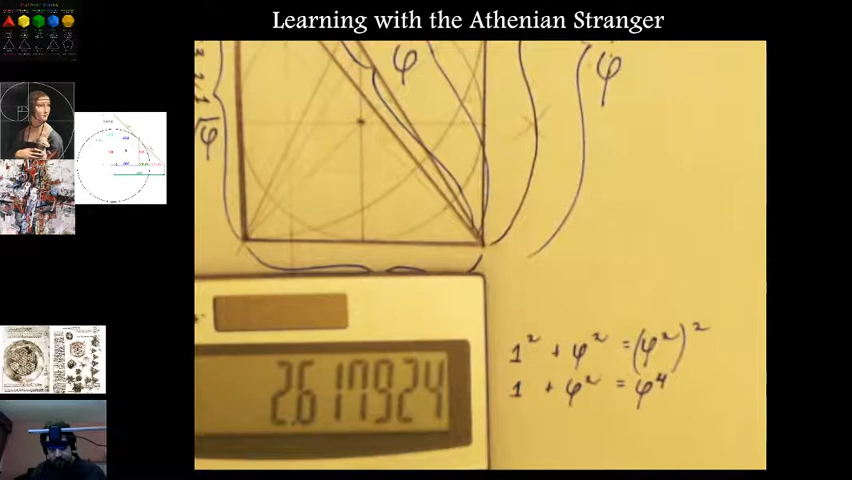 Learning with the Athenian Stranger
φ
φ
√φ
2.617924
1² + φ² = (φ²)²
1 + φ² = φ⁴